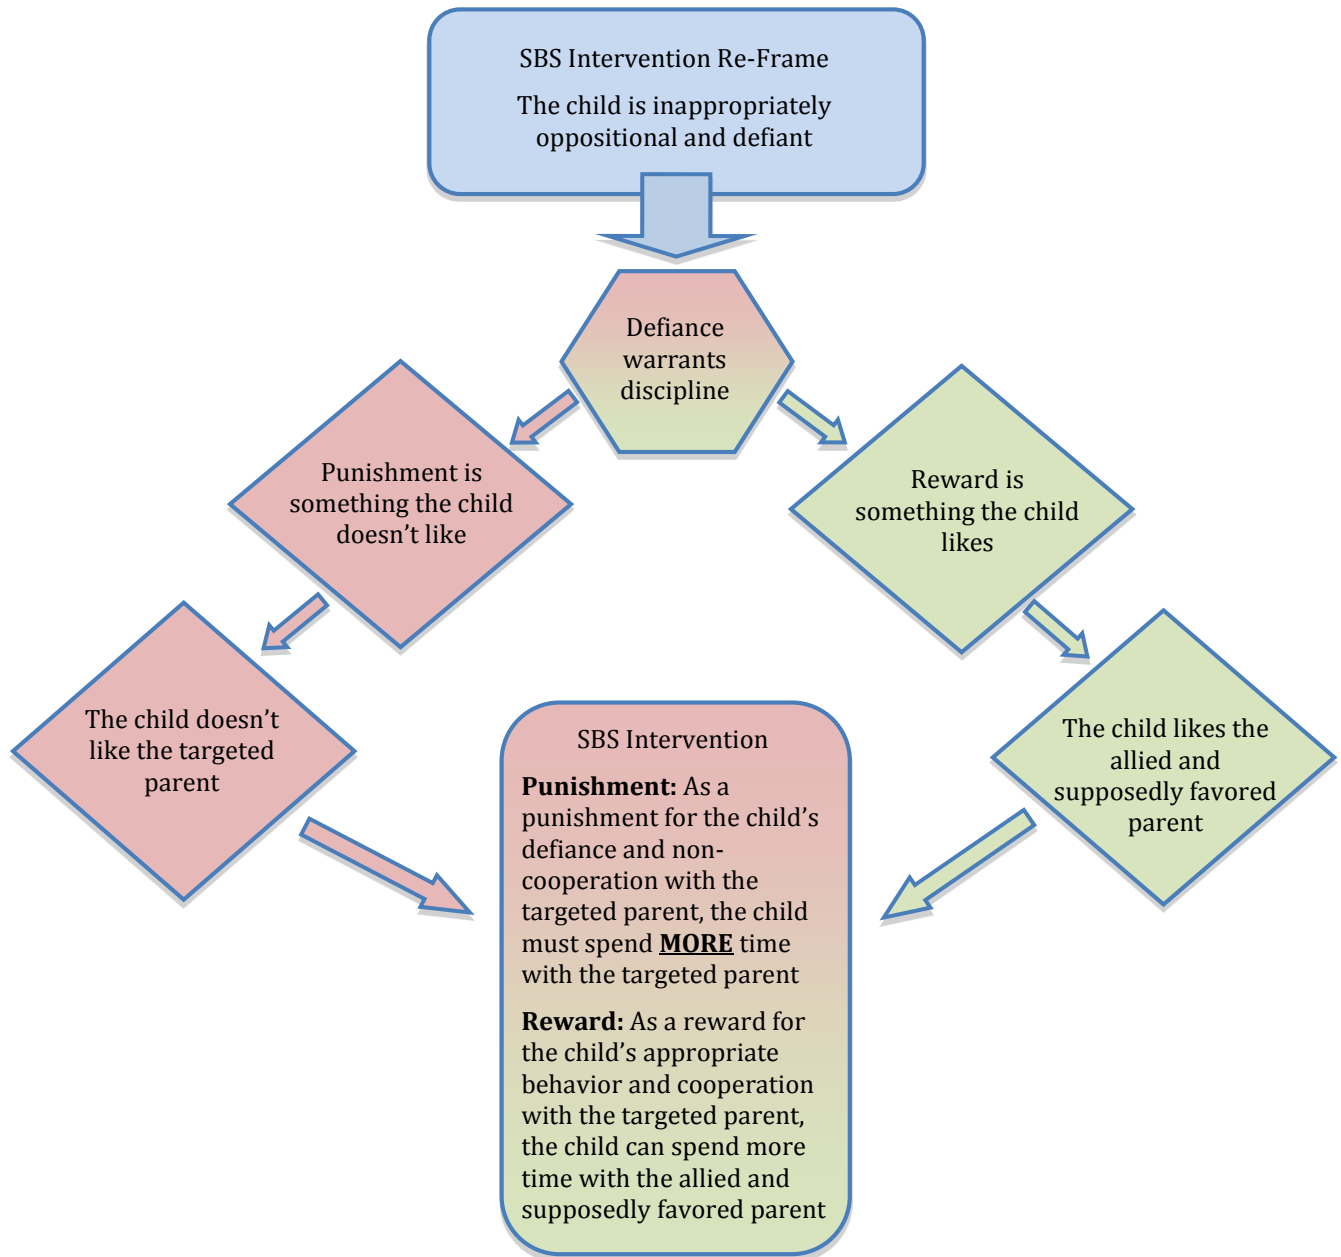 SBS Intervention Re-Frame
The child is inappropriately
oppositional and defiant
Defiance
warrants
discipline
Punishment is
something the child
doesn’t like
Reward is
something the child
likes
The child doesn’t
like the targeted
parent
The child likes the
allied and
supposedly favored
parent
SBS Intervention
Punishment: As a
punishment for the child’s
defiance and non-
cooperation with the
targeted parent, the child
must spend MORE time
with the targeted parent
Reward: As a reward for
the child’s appropriate
behavior and cooperation
with the targeted parent,
the child can spend more
time with the allied and
supposedly favored parent